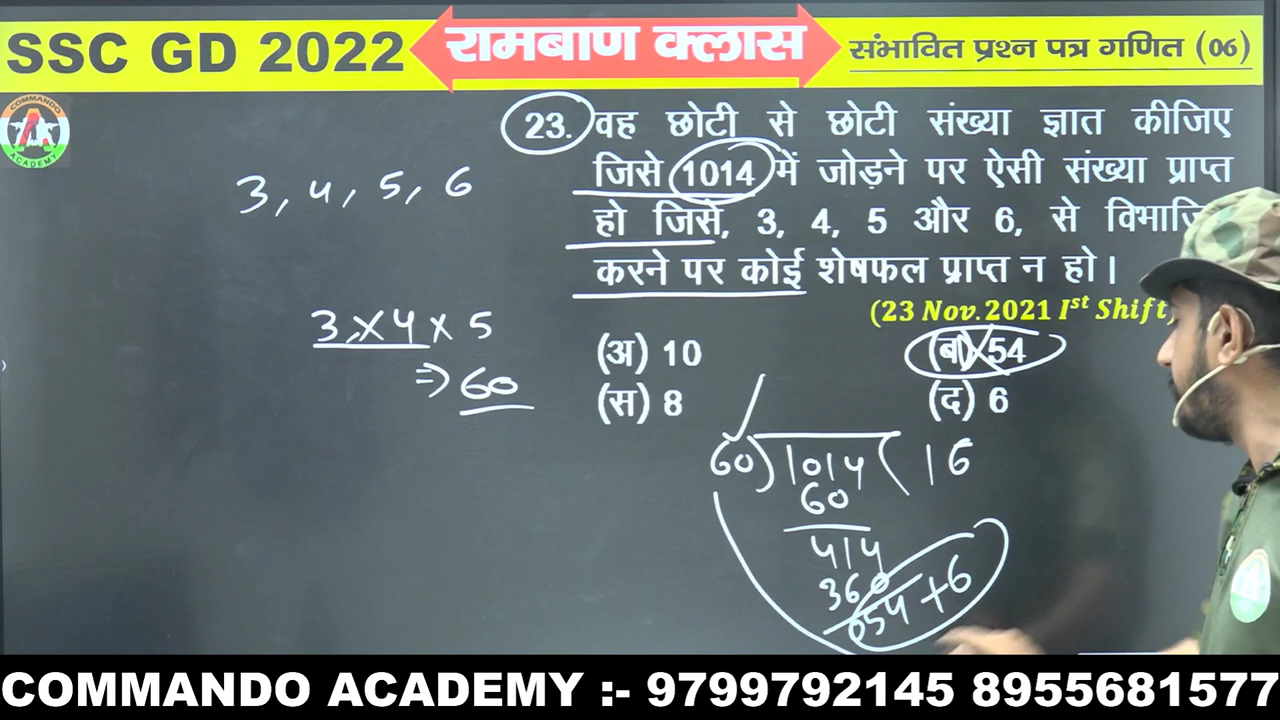 SSC GD 2022
रामबाण क्लास
संभावित प्रश्न पत्र गणित (06)
COMMANDO
ACADEMY
23. वह छोटी से छोटी संख्या ज्ञात कीजिए
जिसे 1014 में जोड़ने पर ऐसी संख्या प्राप्त
हो जिसे, 3, 4, 5 और 6, से
करने पर कोई शेषफल प्राप्त न हो।
(23 Nov.2021 Ist Shift)
(अ) 10
(ब) 54
(स) 8
(द) 6
3, 4, 5, 6
3 × 4 × 5
⇒ 60
60) 1014 ( 16
60
414
360
054 + 6
COMMANDO ACADEMY :- 9799792145 8955681577